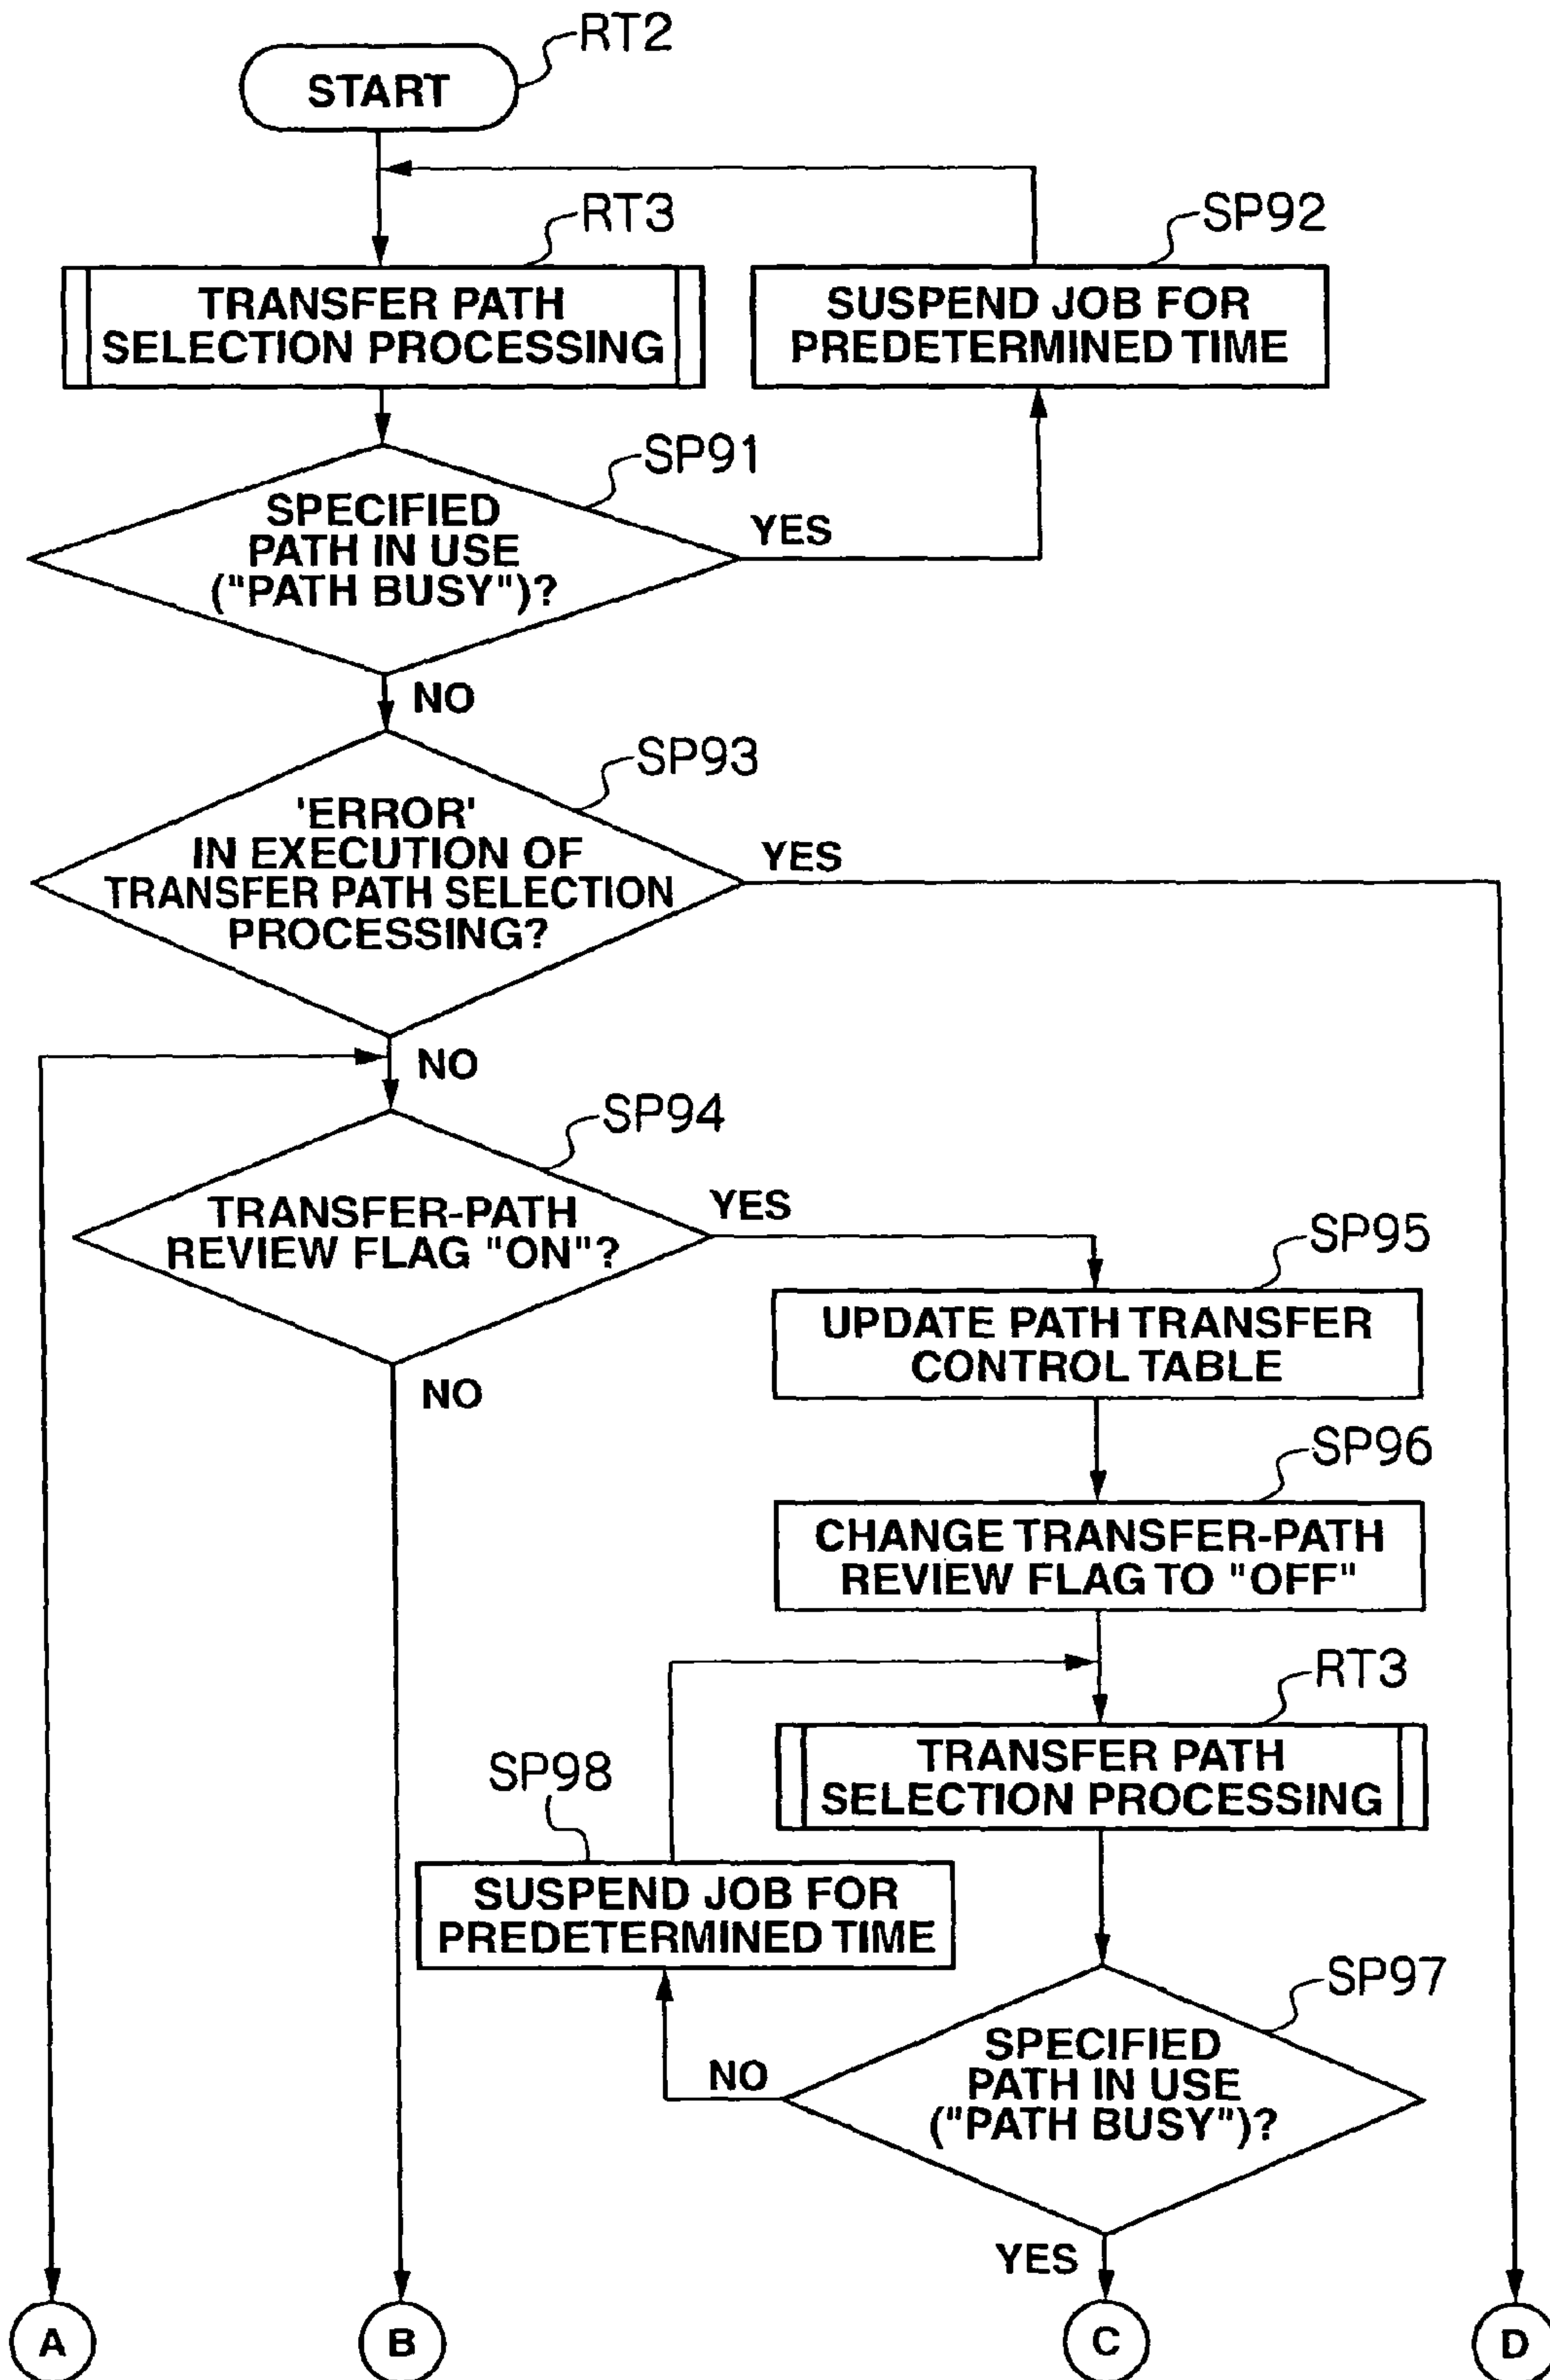 RT2
START
RT3
SP92
TRANSFER PATH
SELECTION PROCESSING
SUSPEND JOB FOR
PREDETERMINED TIME
SP91
SPECIFIED
PATH IN USE
("PATH BUSY")?
YES
NO
SP93
'ERROR'
IN EXECUTION OF
TRANSFER PATH SELECTION
PROCESSING?
YES
NO
SP94
TRANSFER-PATH
REVIEW FLAG "ON"?
YES
NO
SP95
UPDATE PATH TRANSFER
CONTROL TABLE
SP96
CHANGE TRANSFER-PATH
REVIEW FLAG TO "OFF"
RT3
TRANSFER PATH
SELECTION PROCESSING
SP98
SUSPEND JOB FOR
PREDETERMINED TIME
SP97
SPECIFIED
PATH IN USE
("PATH BUSY")?
NO
YES
A
B
C
D